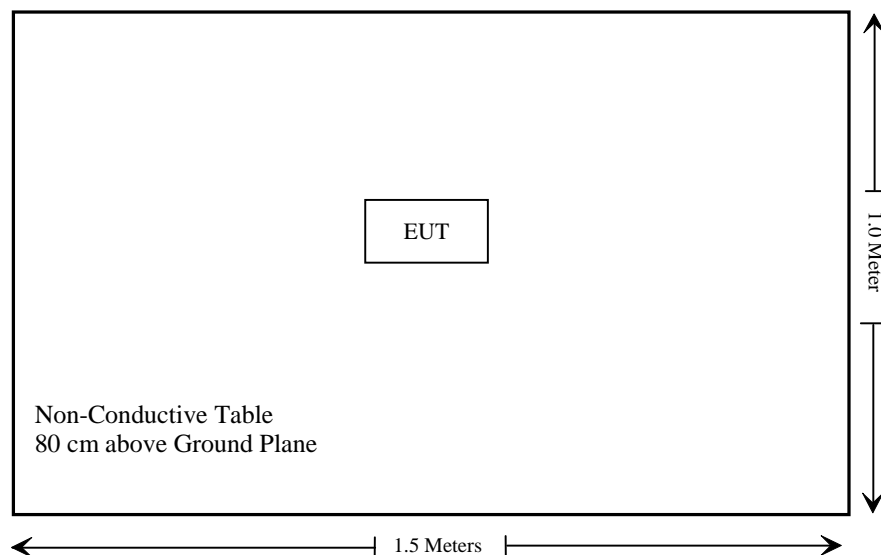 EUT
1.0 Meter
Non-Conductive Table
80 cm above Ground Plane
1.5 Meters